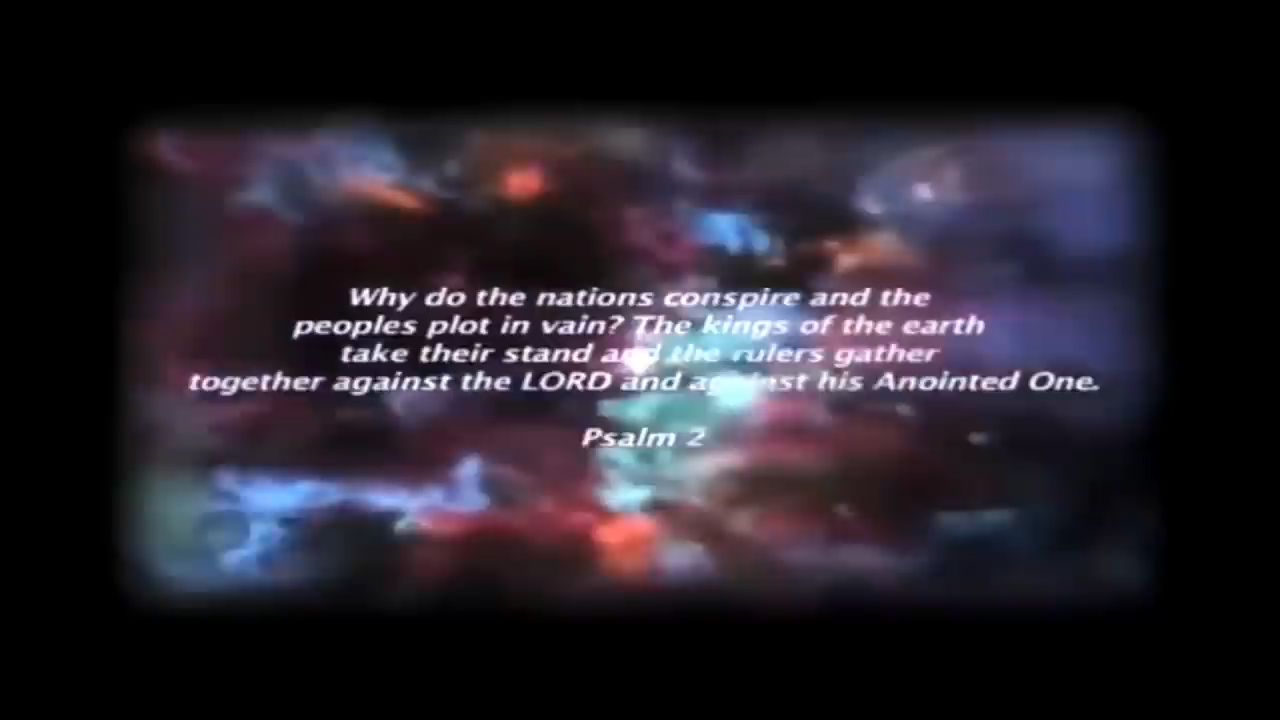 Why do the nations conspire and the
peoples plot in vain? The kings of the earth
take their stand and the rulers gather
together against the LORD and against his Anointed One.
Psalm 2